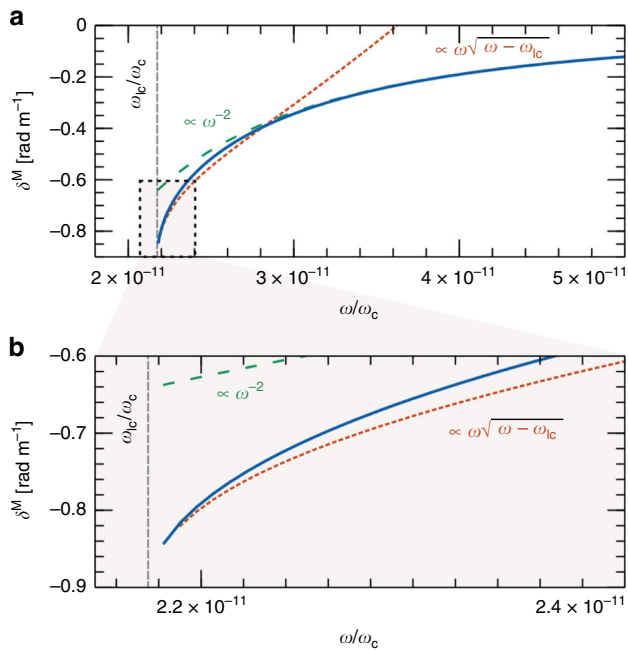 a
0
−0.2
−0.4
−0.6
−0.8
δᴹ [rad m⁻¹]
ω_lc/ω_c
∝ ω⁻²
∝ ω√(ω − ω_lc)
2 × 10⁻¹¹
3 × 10⁻¹¹
4 × 10⁻¹¹
5 × 10⁻¹¹
ω/ω_c
b
−0.6
−0.7
−0.8
−0.9
δᴹ [rad m⁻¹]
ω_lc/ω_c
∝ ω⁻²
∝ ω√(ω − ω_lc)
2.2 × 10⁻¹¹
2.4 × 10⁻¹¹
ω/ω_c